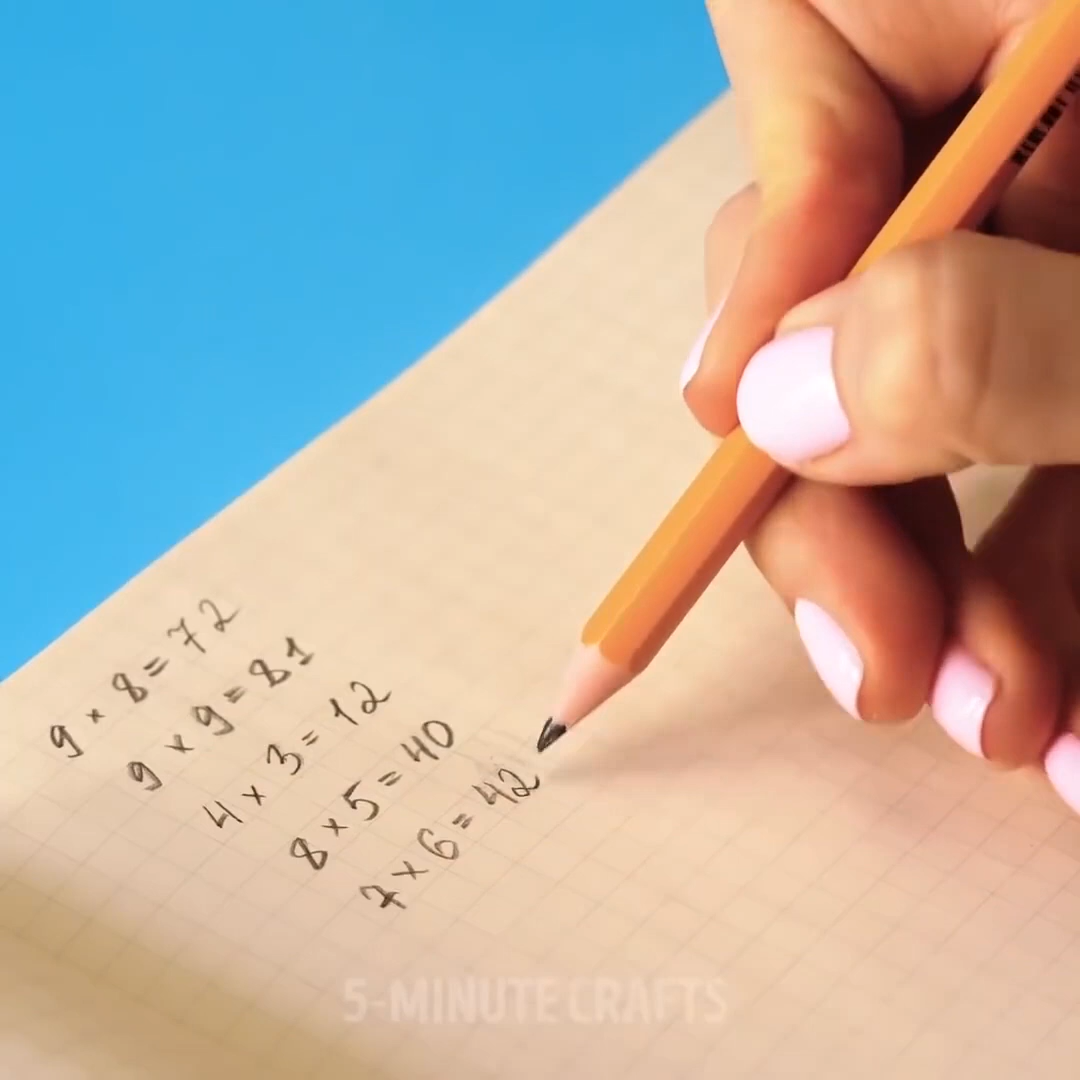 9 × 8 = 72
9 × 9 = 81
4 × 3 = 12
8 × 5 = 40
7 × 6 = 42
5-MINUTE CRAFTS